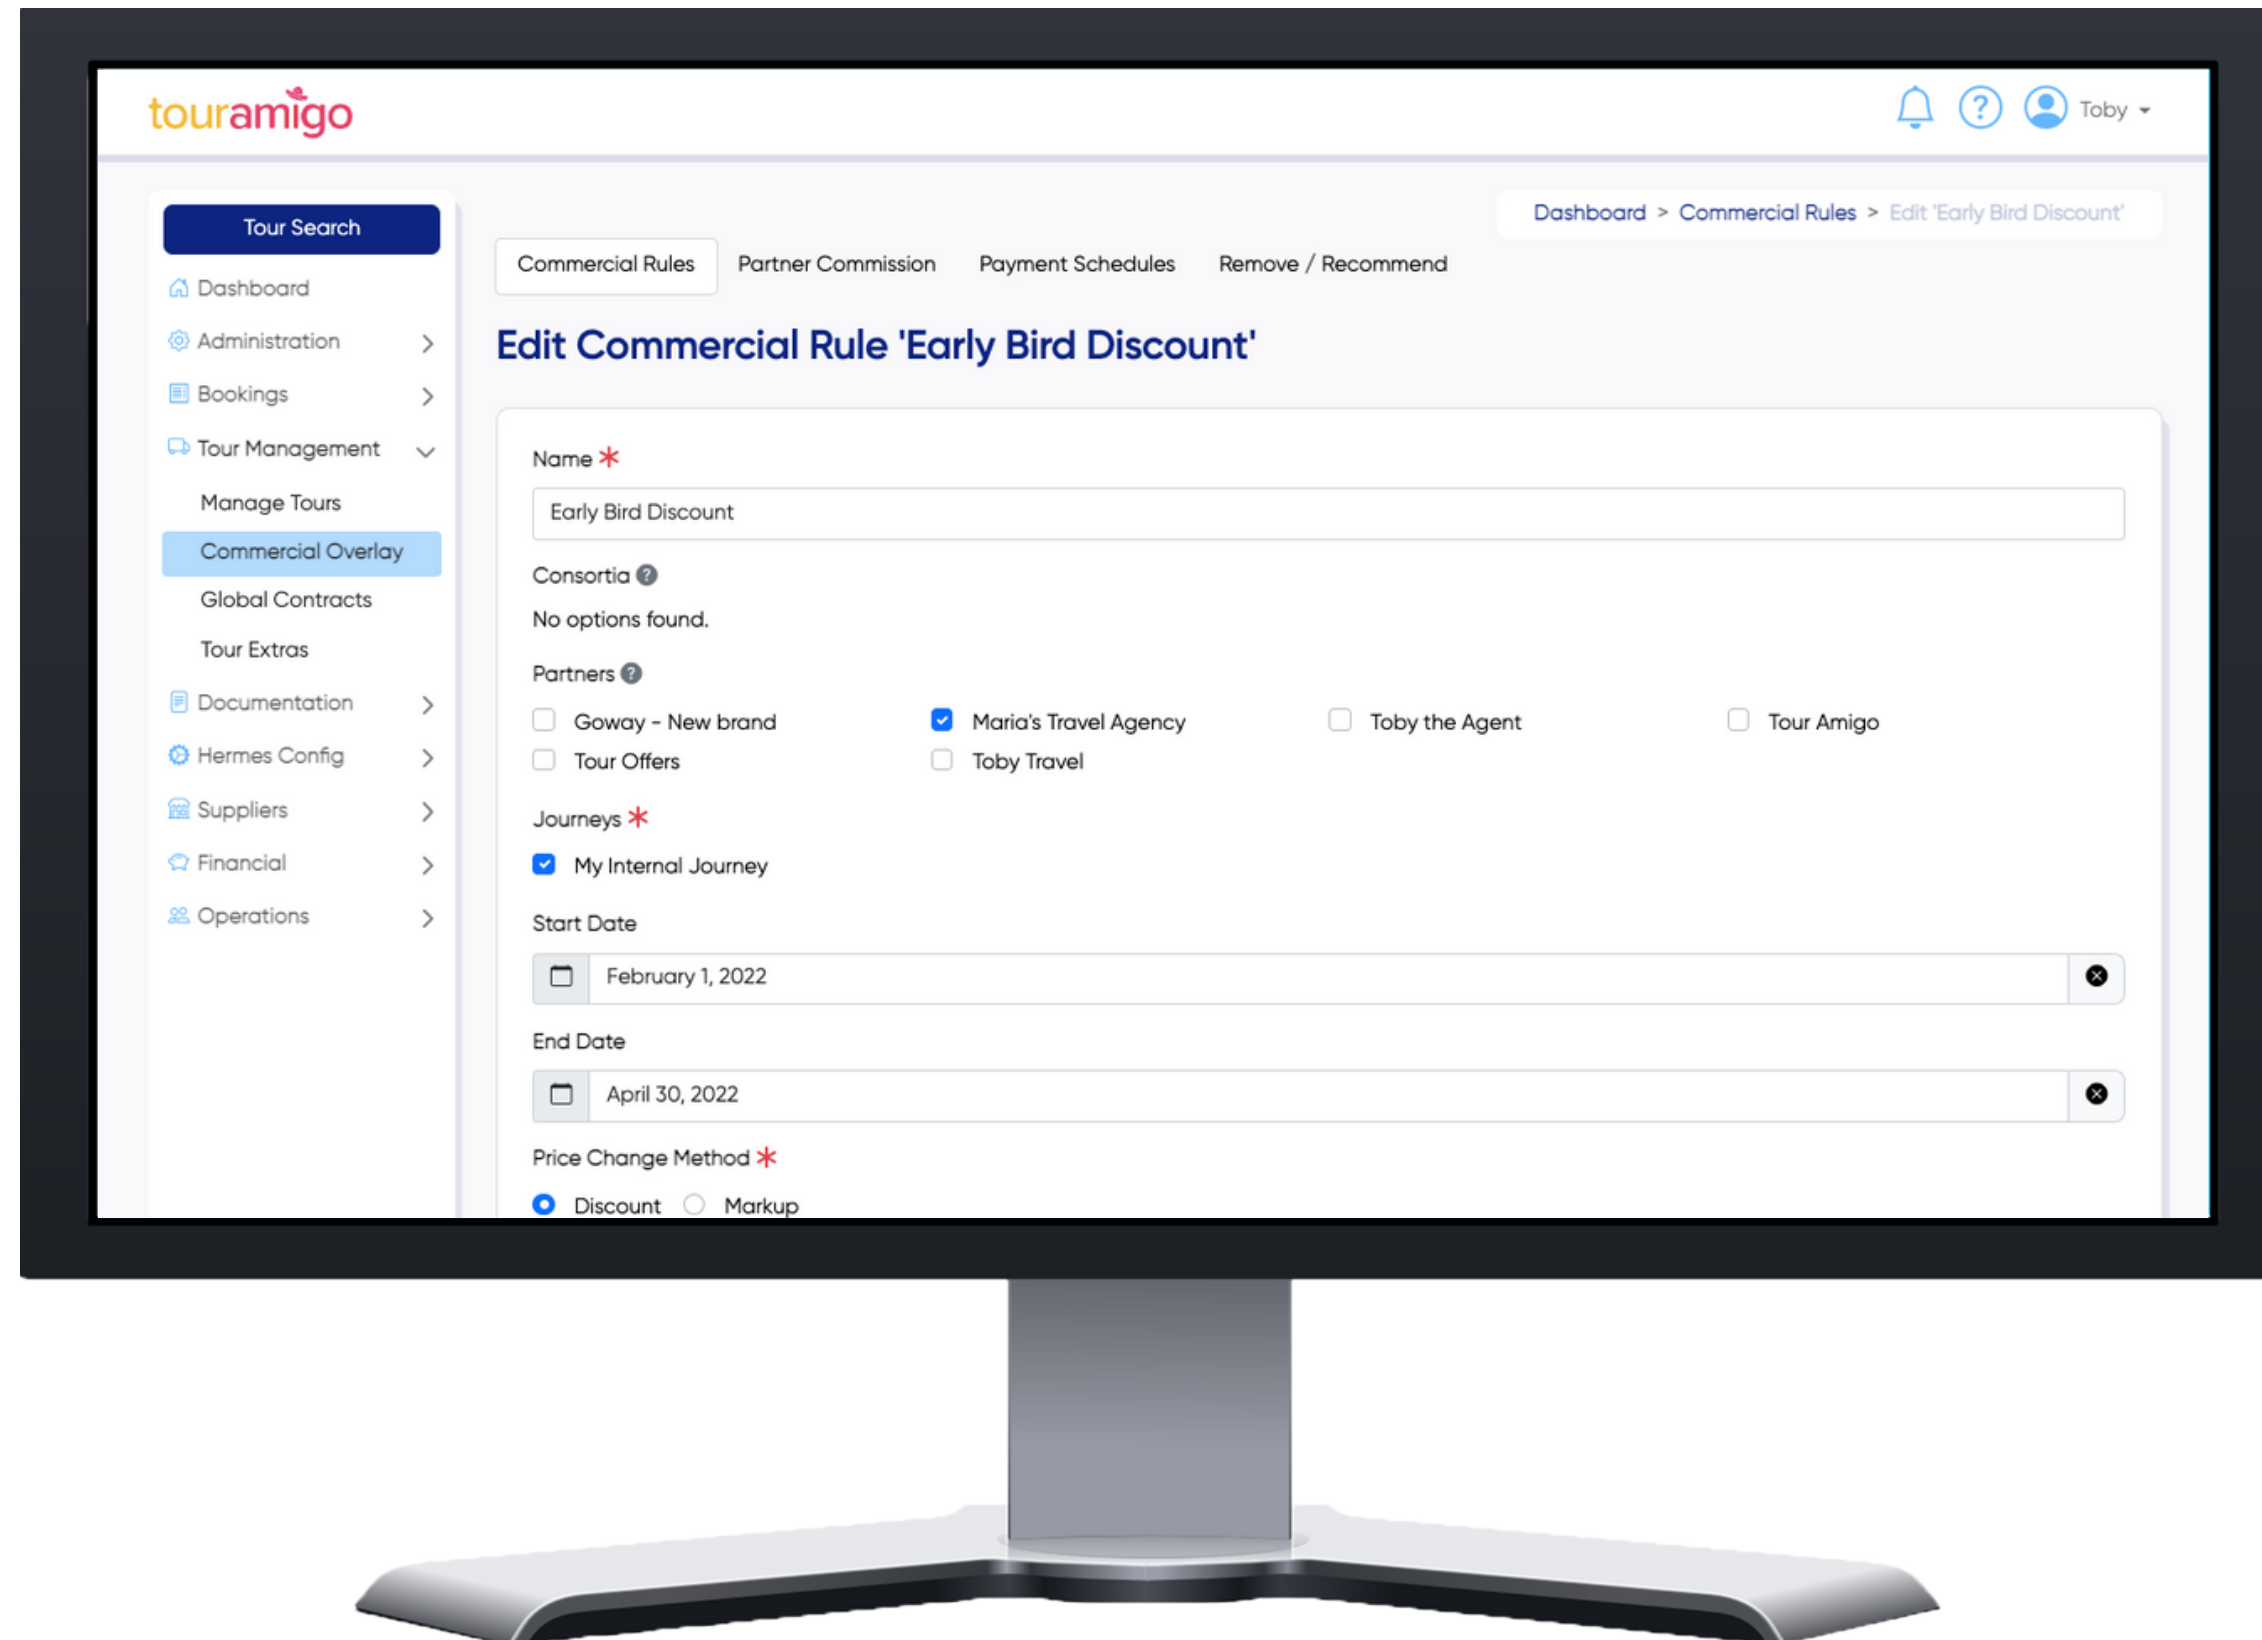 touramigo
Toby
Tour Search
Dashboard
Administration
Bookings
Tour Management
Manage Tours
Commercial Overlay
Global Contracts
Tour Extras
Documentation
Hermes Config
Suppliers
Financial
Operations
Dashboard > Commercial Rules > Edit 'Early Bird Discount'
Commercial Rules Partner Commission Payment Schedules Remove / Recommend
Edit Commercial Rule 'Early Bird Discount'
Name *
Early Bird Discount
Consortia ?
No options found.
Partners ?
Goway - New brand Maria's Travel Agency Toby the Agent Tour Amigo
Tour Offers Toby Travel
Journeys *
My Internal Journey
Start Date
February 1, 2022
End Date
April 30, 2022
Price Change Method *
Discount Markup